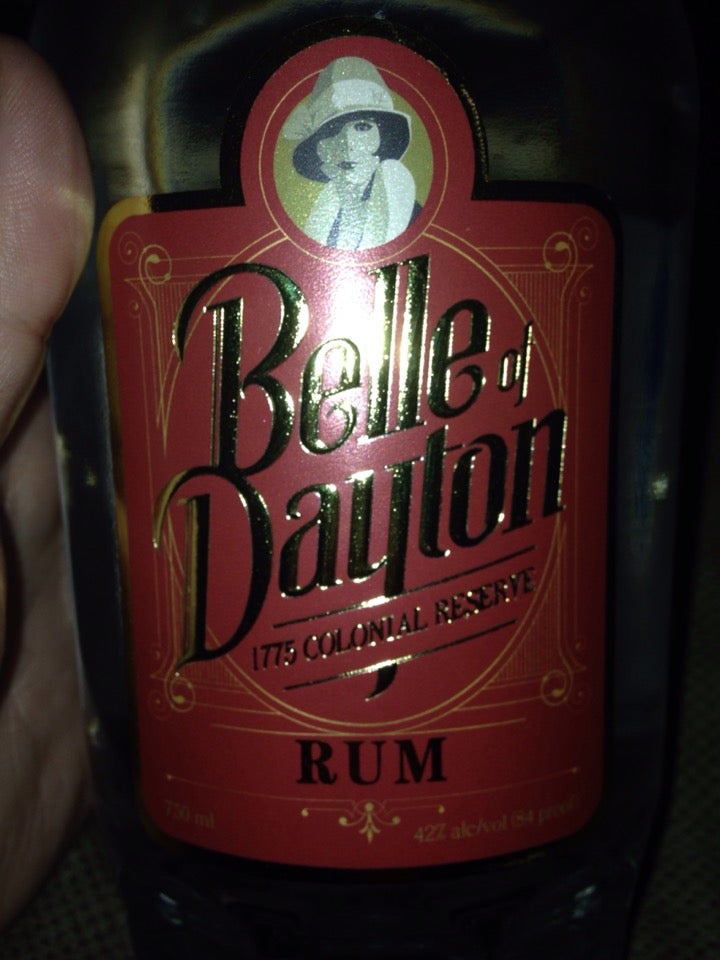 Belle of
Dayton
1775 COLONIAL RESERVE
RUM
750 ml
42% alc/vol (84 proof)